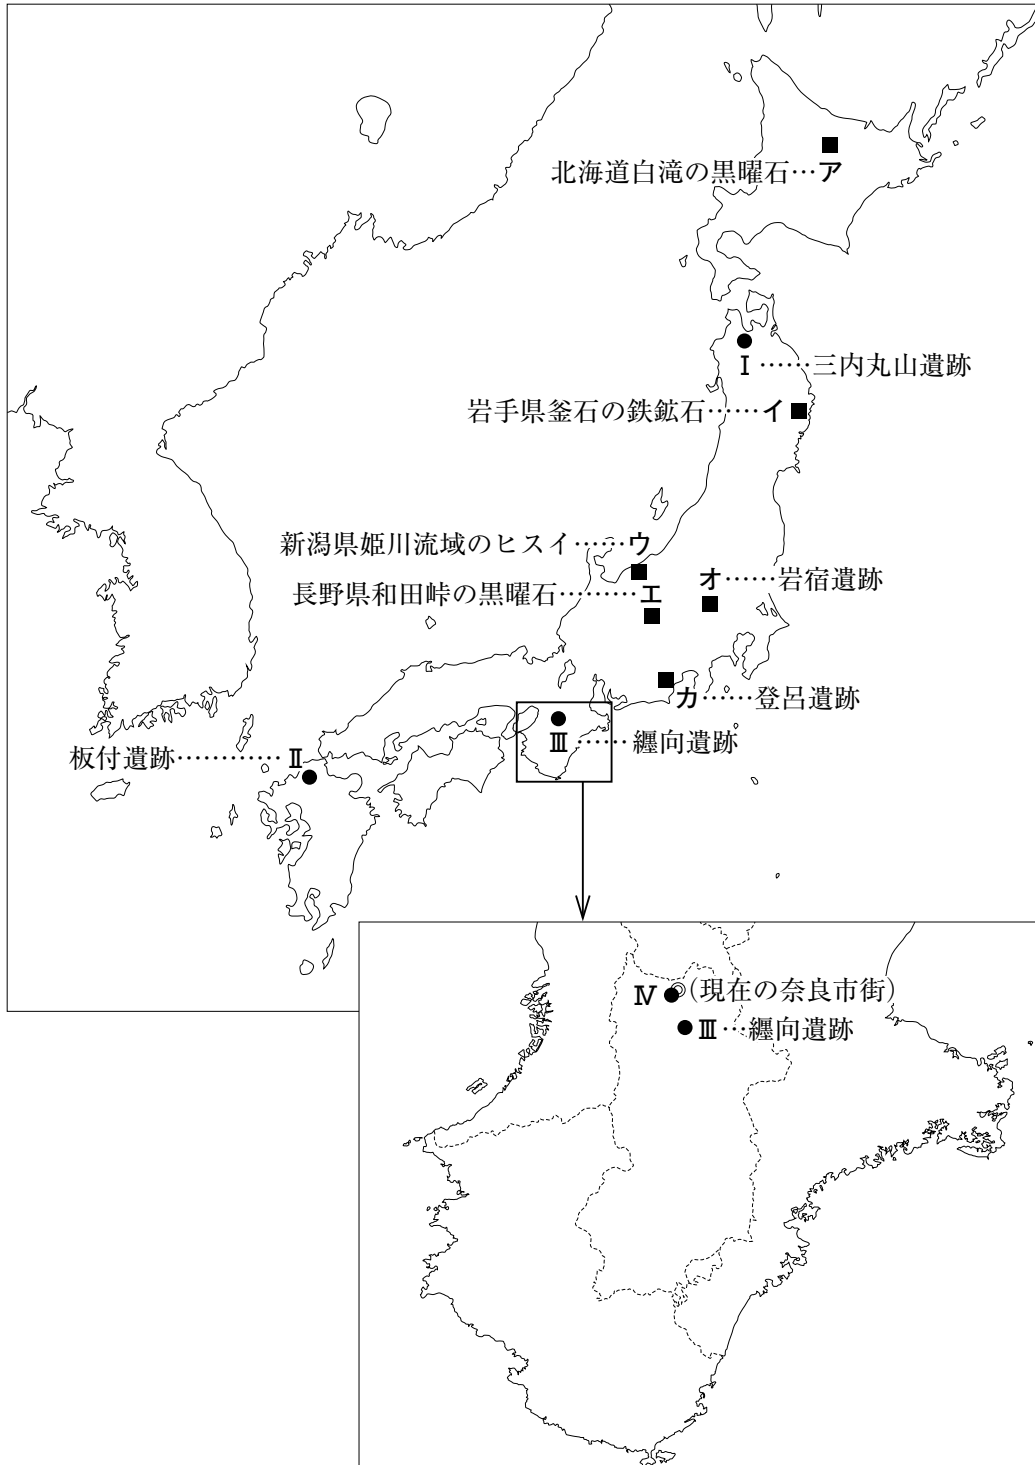 北海道白滝の黒曜石…ア
Ⅰ……三内丸山遺跡
岩手県釜石の鉄鉱石……イ
新潟県姫川流域のヒスイ……ウ
オ……岩宿遺跡
長野県和田峠の黒曜石………エ
カ……登呂遺跡
Ⅲ……纒向遺跡
板付遺跡…………Ⅱ
Ⅳ
(現在の奈良市街)
Ⅲ…纒向遺跡